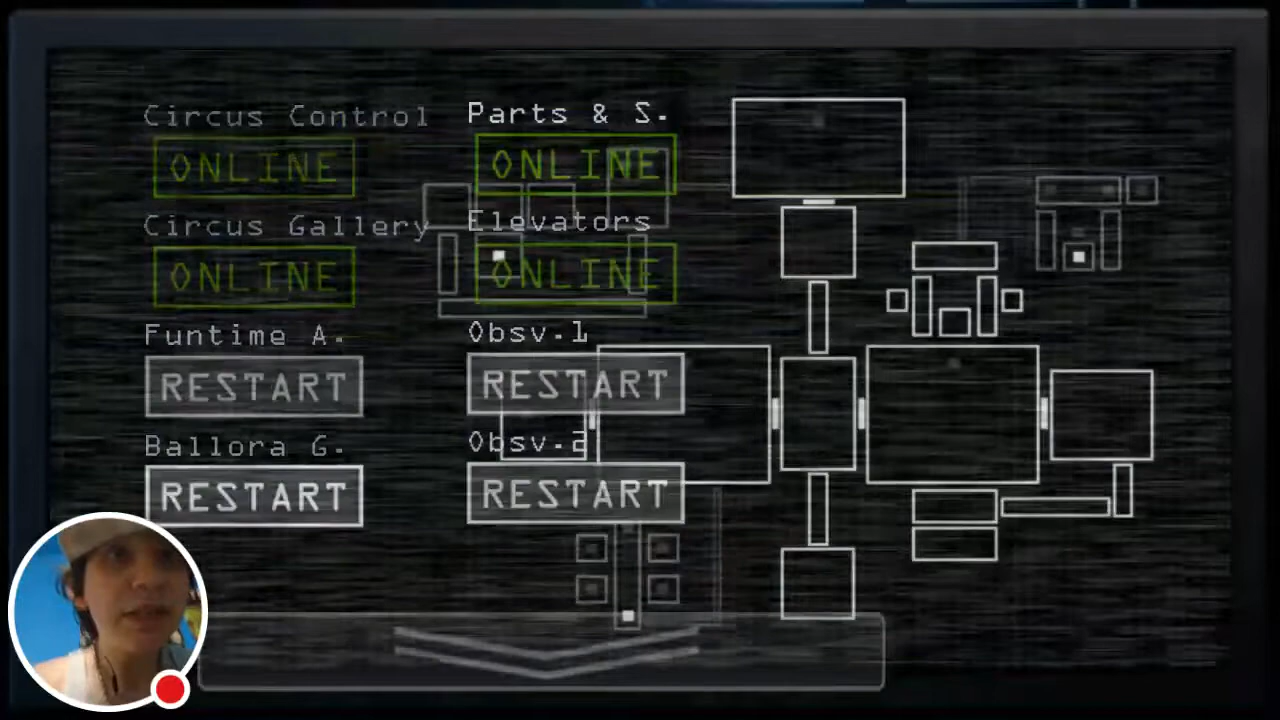 Circus Control
ONLINE
Circus Gallery
ONLINE
Funtime A.
RESTART
Ballora G.
RESTART
Parts & S.
ONLINE
Elevators
ONLINE
Obsv.1
RESTART
Obsv.2
RESTART